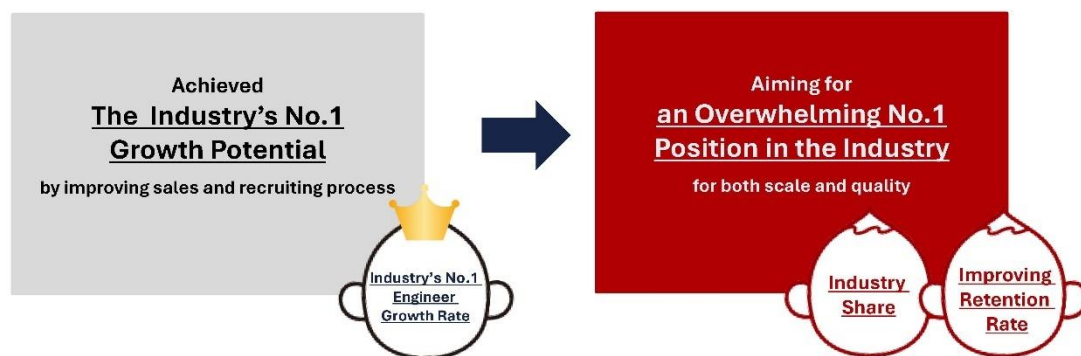 Achieved
The Industry's No.1
Growth Potential
by improving sales and recruiting process
Industry's No.1
Engineer
Growth Rate
Aiming for
an Overwhelming No.1
Position in the Industry
for both scale and quality
Industry
Share
Improving
Retention
Rate